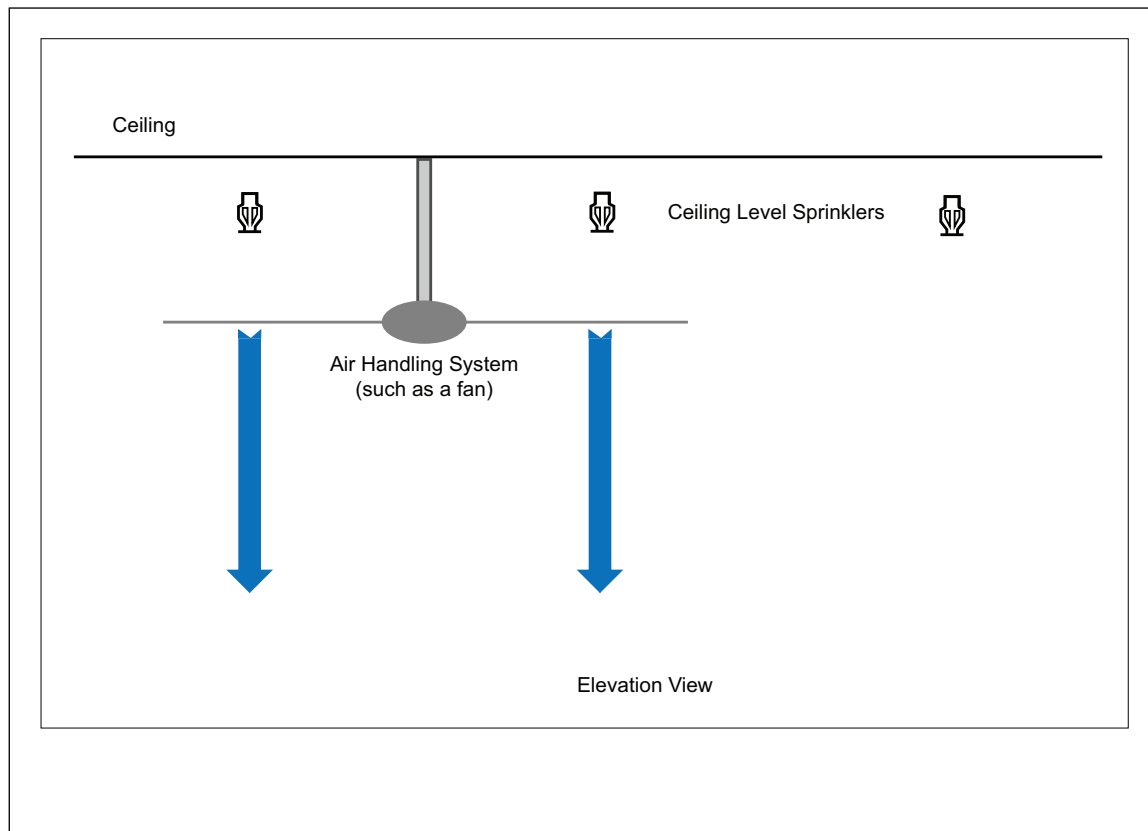 Ceiling
Ceiling Level Sprinklers
Air Handling System
(such as a fan)
Elevation View